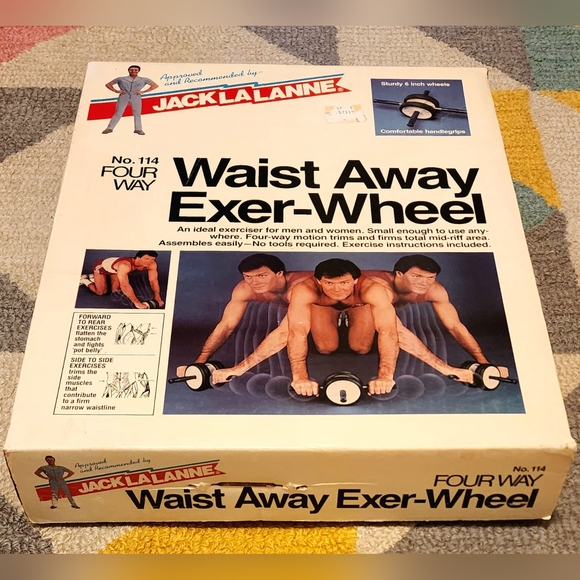 Approved
and Recommended by-
JACK LA LANNE
Sturdy 6 inch wheels
Comfortable handlegrips
No. 114
FOUR
WAY
Waist Away
Exer-Wheel
An ideal exerciser for men and women. Small enough to use any-
where. Four-way motion trims and firms total mid-riff area.
Assembles easily—No tools required. Exercise instructions included.
FORWARD
TO REAR
EXERCISES
flatten the
stomach
and fights
'pot belly'
SIDE TO SIDE
EXERCISES
trims the
side
muscles
that
contribute
to a firm
narrow waistline
Approved
and Recommended by
JACK LA LANNE
No. 114
FOUR WAY
Waist Away Exer-Wheel